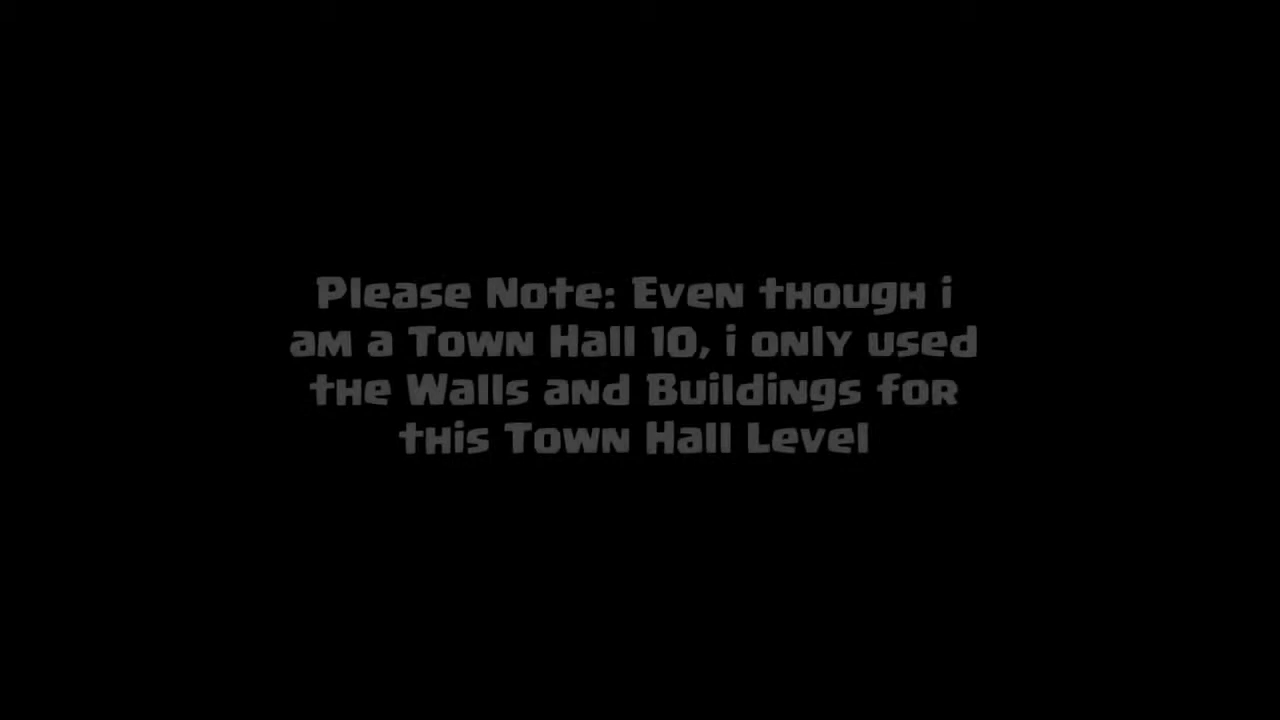 Please Note: Even though i
am a Town Hall 10, i only used
the Walls and Buildings for
this Town Hall Level